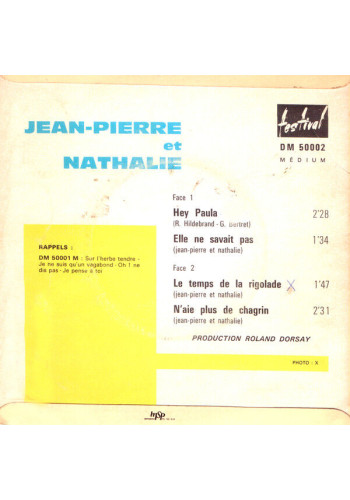 JEAN-PIERRE
et
NATHALIE
festival
DM 50002
MÉDIUM
Face 1
Hey Paula 2'28
(R. Hildebrand - G. bertret)
Elle ne savait pas 1'34
(jean-pierre et nathalie)
Face 2
Le temps de la rigolade 1'47
(jean-pierre et nathalie)
N'aie plus de chagrin 2'31
(jean-pierre et nathalie)
RAPPELS :
DM 50001 M : Sur l'herbe tendre -
Je ne suis qu'un vagabond - Oh ! ne
dis pas - Je pense à toi
PRODUCTION ROLAND DORSAY
PHOTO : X
msp